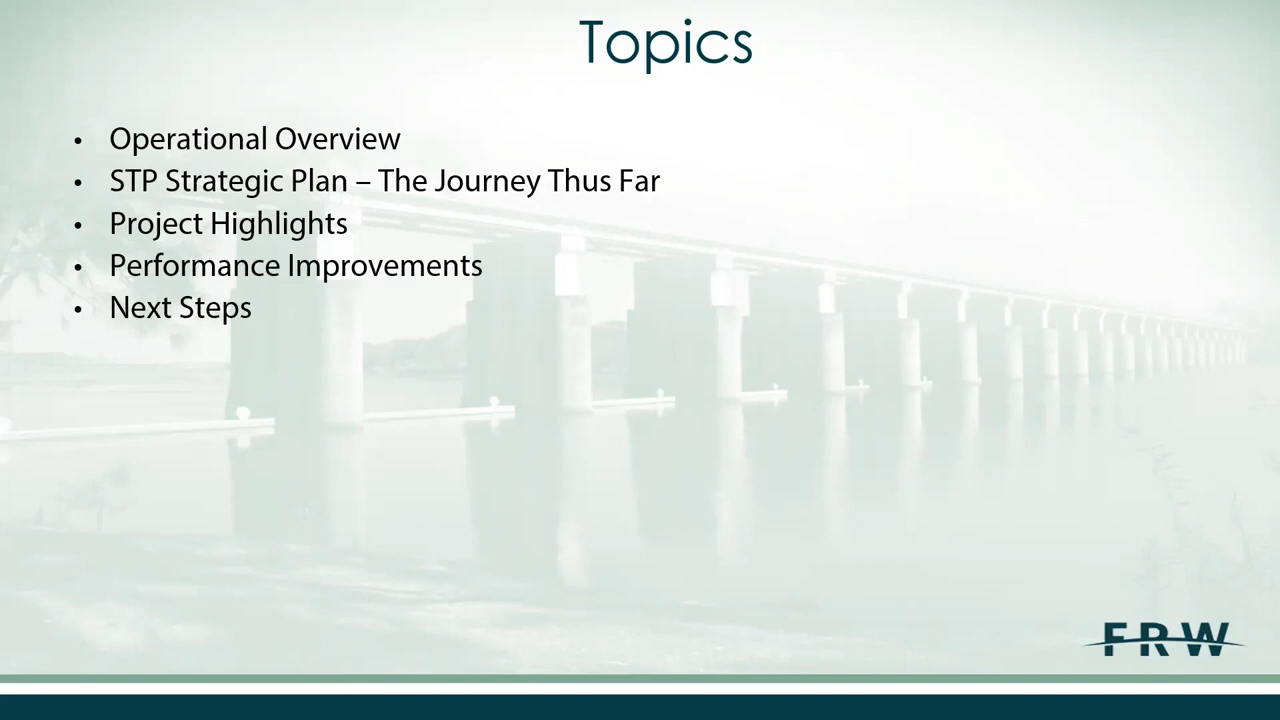 Topics
• Operational Overview
• STP Strategic Plan – The Journey Thus Far
• Project Highlights
• Performance Improvements
• Next Steps
FRW